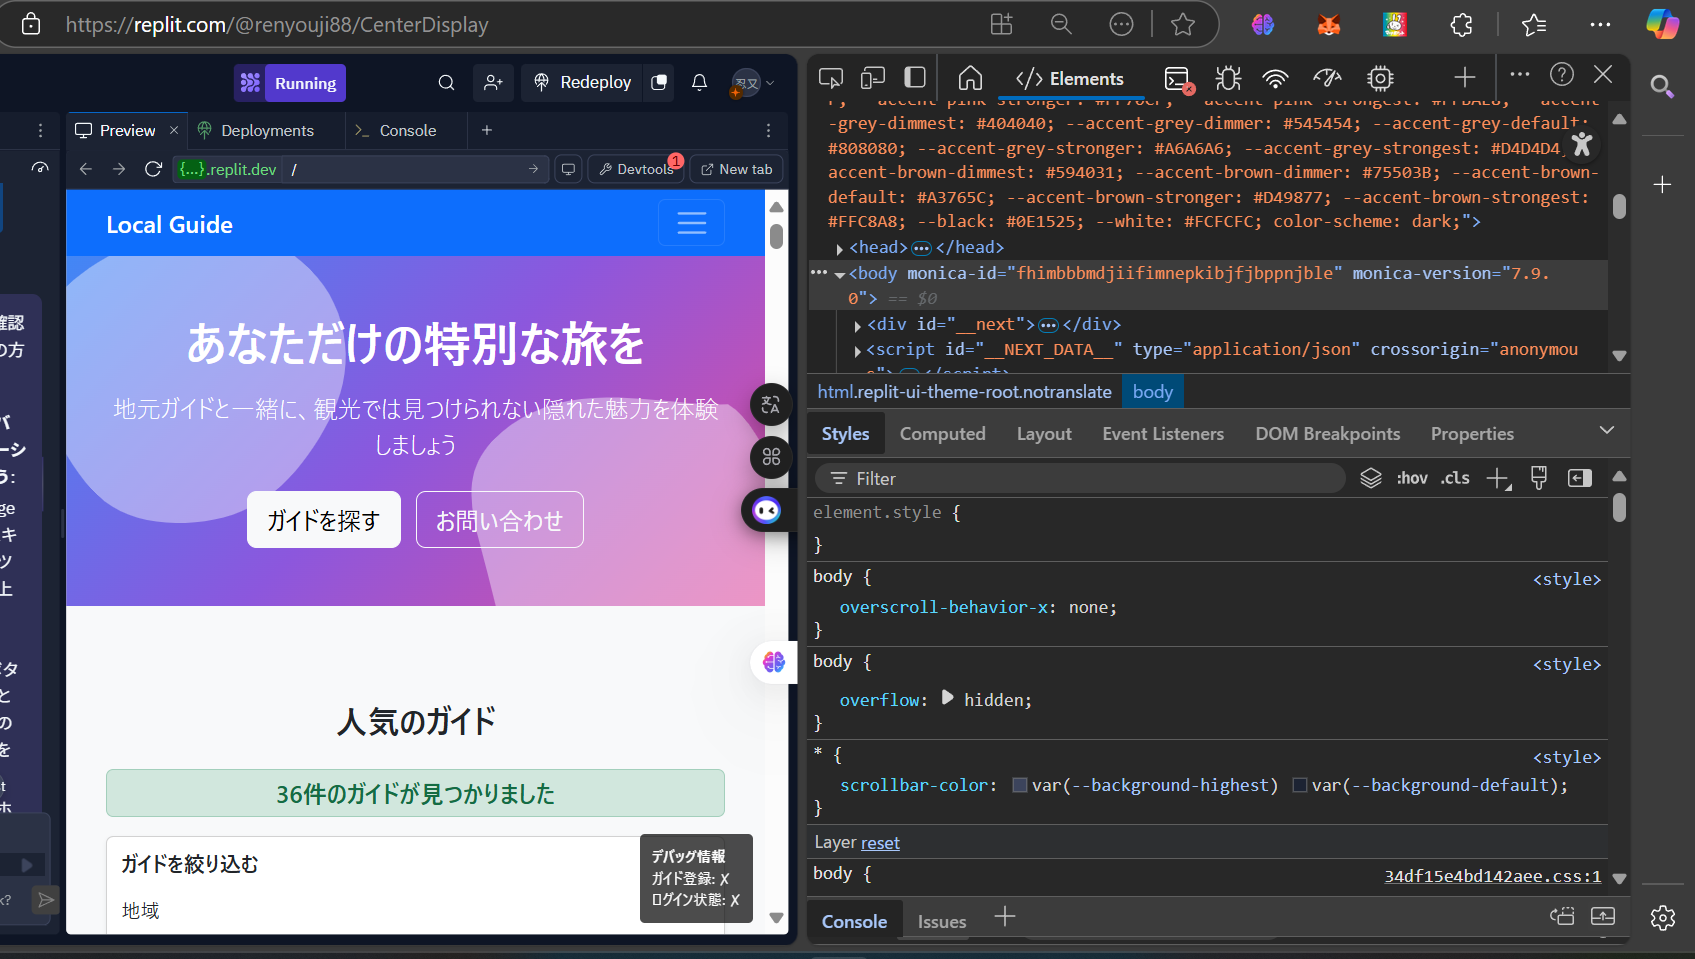 https://replit.com/@renyouji88/CenterDisplay
Running
Redeploy
忍又
Preview
Deployments
Console
{...}.replit.dev
/
Devtools
1
New tab
確認
の方
バ
ーシ
う:
ge
スキ
ツ
上
タ
と
の
を
t
k?
Local Guide
あなただけの特別な旅を
地元ガイドと一緒に、観光では見つけられない隠れた魅力を体験
しましょう
ガイドを探す
お問い合わせ
人気のガイド
36件のガイドが見つかりました
ガイドを絞り込む
地域
デバッグ情報
ガイド登録: X
ログイン状態: X
Elements
-grey-dimmest: #404040; --accent-grey-dimmer: #545454; --accent-grey-default:
#808080; --accent-grey-stronger: #A6A6A6; --accent-grey-strongest: #D4D4D4;
accent-brown-dimmest: #594031; --accent-brown-dimmer: #75503B; --accent-brown-
default: #A3765C; --accent-brown-stronger: #D49877; --accent-brown-strongest:
#FFC8A8; --black: #0E1525; --white: #FCFCFC; color-scheme: dark;">
<head>…</head>
<body monica-id="fhimbbbmdjiifimnepkibjfjbppnjble" monica-version="7.9.
0"> == $0
<div id="__next">…</div>
<script id="__NEXT_DATA__" type="application/json" crossorigin="anonymou
html.replit-ui-theme-root.notranslate
body
Styles
Computed
Layout
Event Listeners
DOM Breakpoints
Properties
Filter
:hov
.cls
element.style {
}
body {
<style>
overscroll-behavior-x: none;
}
body {
<style>
overflow: hidden;
}
* {
<style>
scrollbar-color: var(--background-highest) var(--background-default);
}
Layer reset
body {
34df15e4bd142aee.css:1
Console
Issues